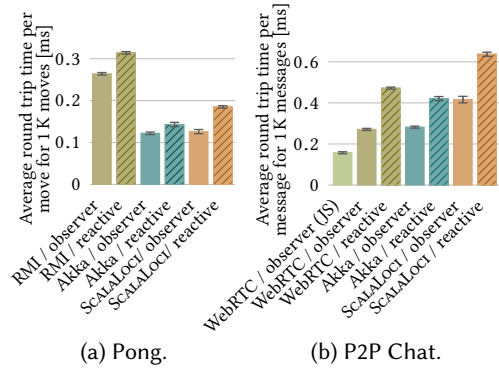 Average round trip time per
move for 1 K moves [ms]
0.3
0.2
0.1
0
RMI / observer
RMI / reactive
Akka / observer
Akka / reactive
ScalaLoci / observer
ScalaLoci / reactive
(a) Pong.
Average round trip time per
message for 1 K messages [ms]
0.6
0.4
0.2
0
WebRTC / observer (JS)
WebRTC / observer
WebRTC / reactive
Akka / observer
Akka / reactive
ScalaLoci / observer
ScalaLoci / reactive
(b) P2P Chat.